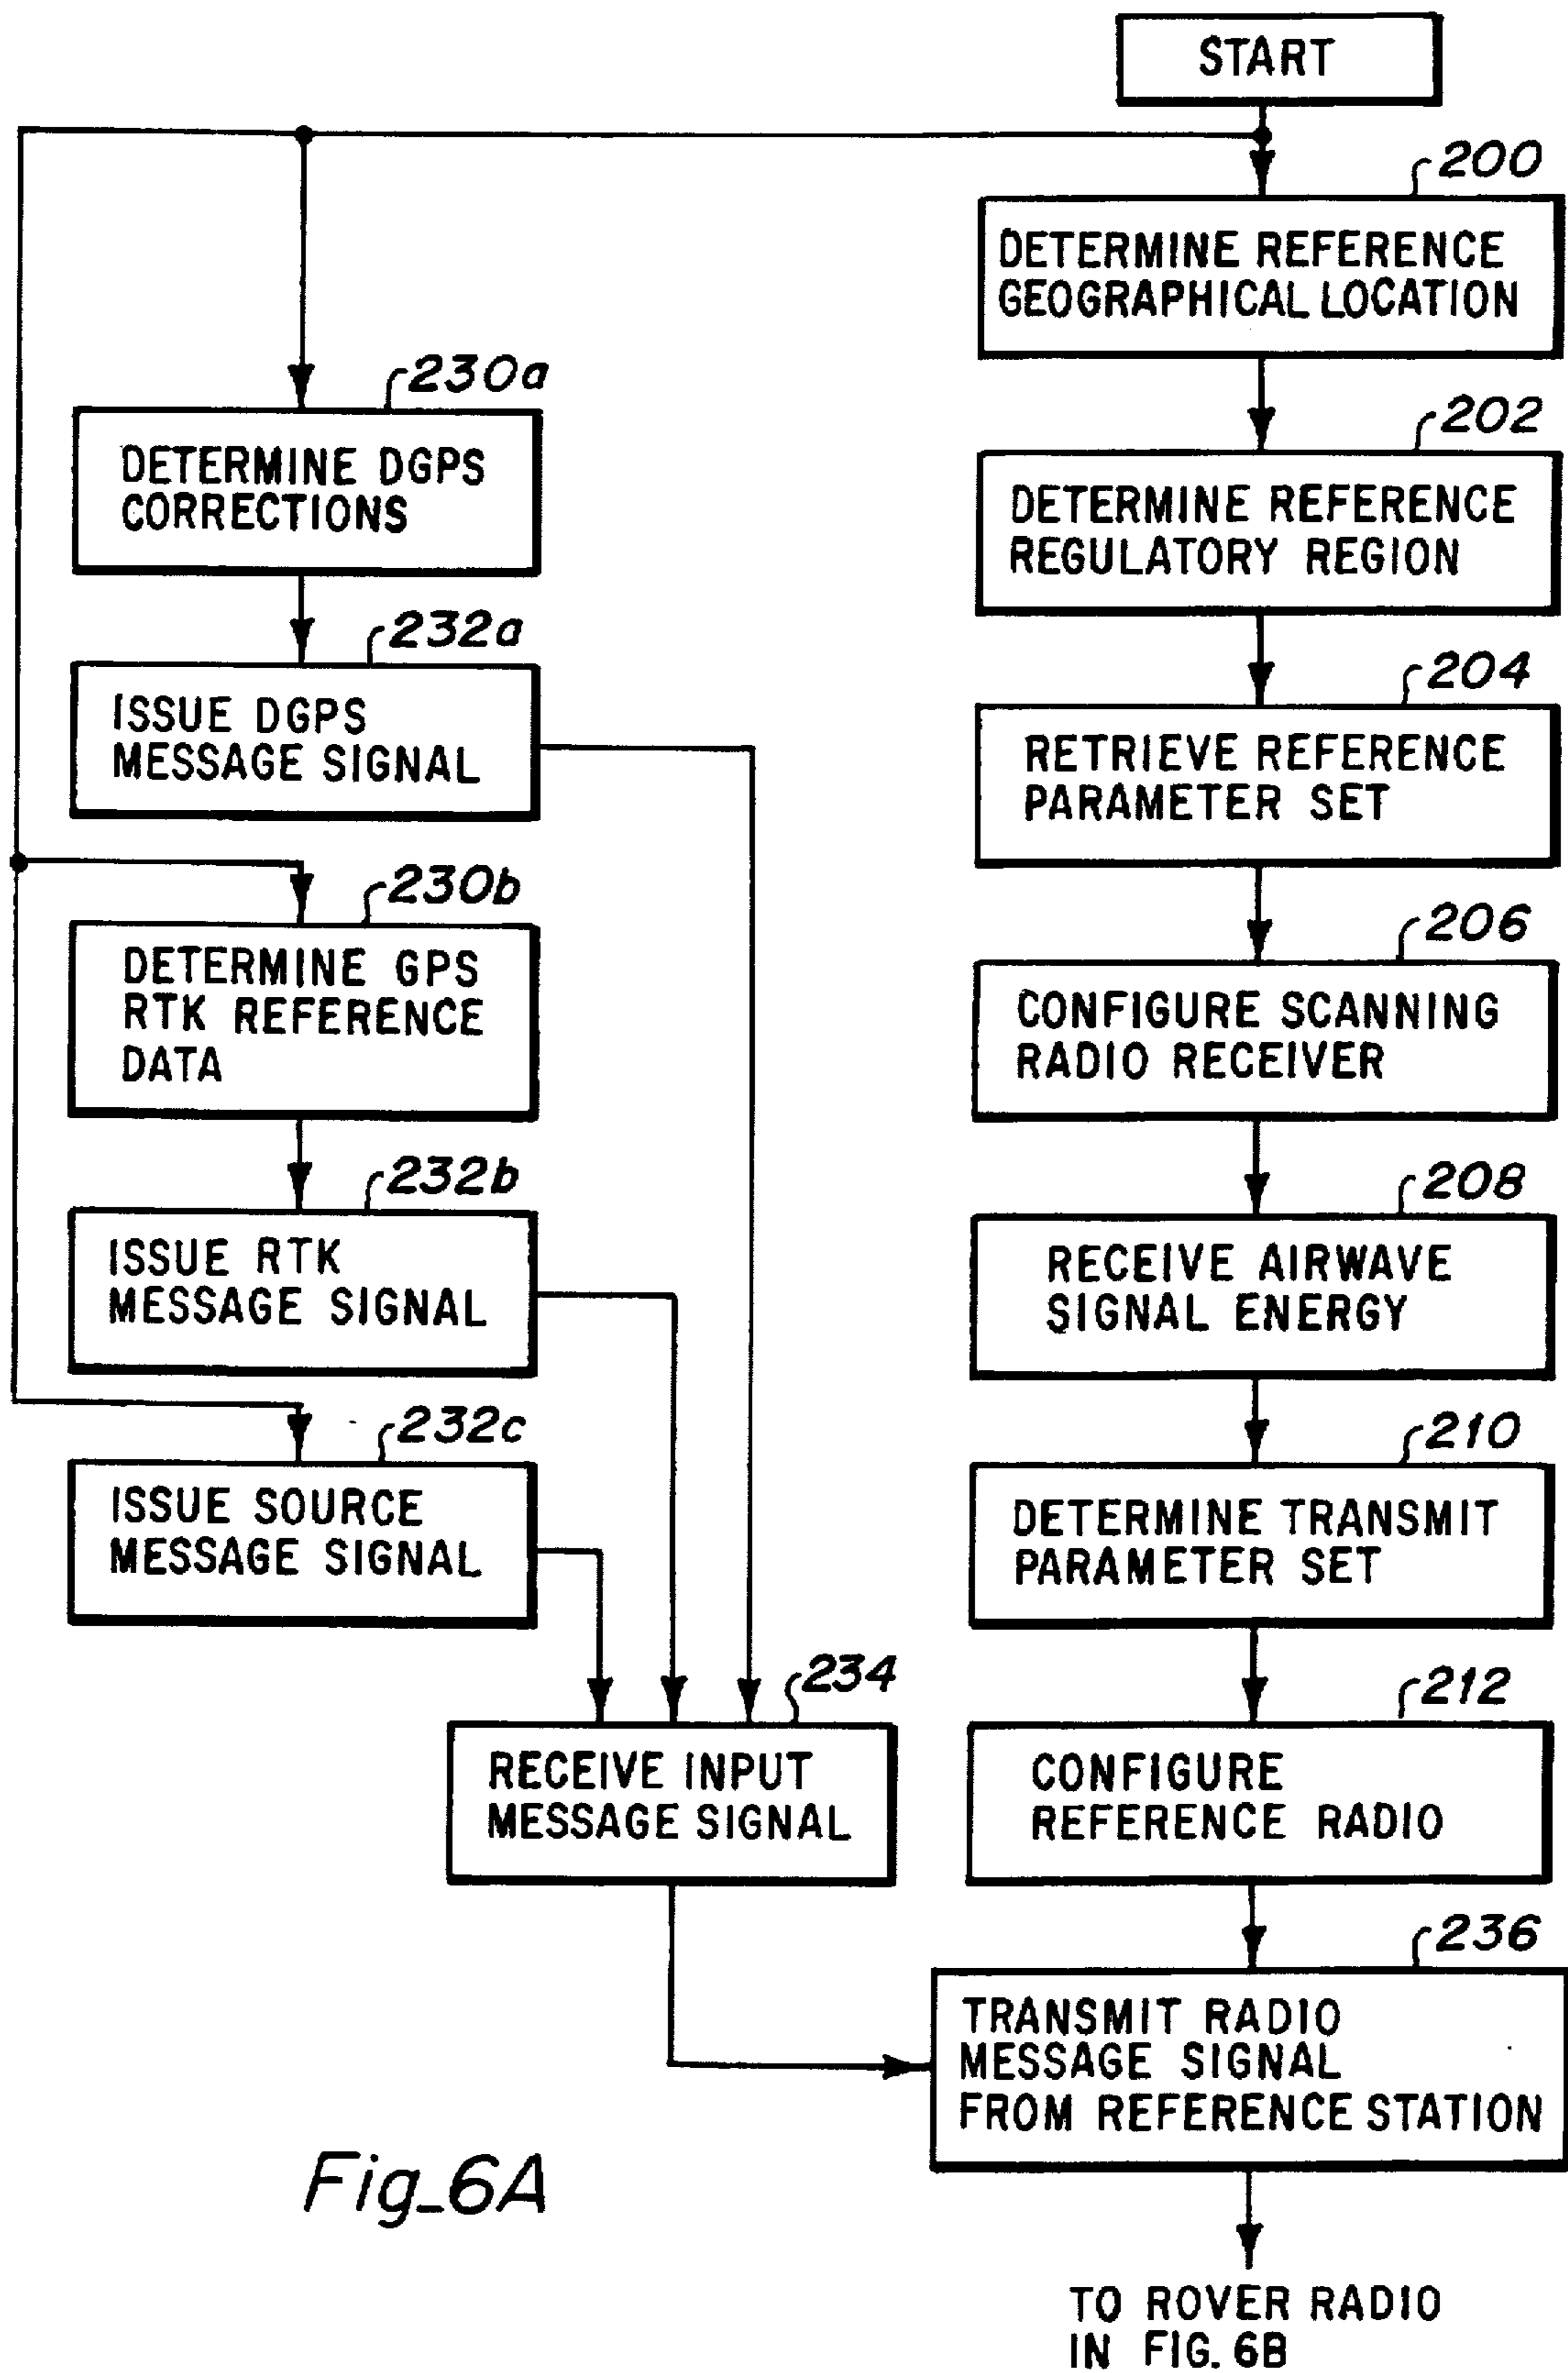 START
200
DETERMINE REFERENCE
GEOGRAPHICAL LOCATION
202
DETERMINE REFERENCE
REGULATORY REGION
204
RETRIEVE REFERENCE
PARAMETER SET
206
CONFIGURE SCANNING
RADIO RECEIVER
208
RECEIVE AIRWAVE
SIGNAL ENERGY
210
DETERMINE TRANSMIT
PARAMETER SET
212
CONFIGURE
REFERENCE RADIO
230a
DETERMINE DGPS
CORRECTIONS
232a
ISSUE DGPS
MESSAGE SIGNAL
230b
DETERMINE GPS
RTK REFERENCE
DATA
232b
ISSUE RTK
MESSAGE SIGNAL
232c
ISSUE SOURCE
MESSAGE SIGNAL
234
RECEIVE INPUT
MESSAGE SIGNAL
236
TRANSMIT RADIO
MESSAGE SIGNAL
FROM REFERENCE STATION
TO ROVER RADIO
IN FIG. 6B
Fig_6A